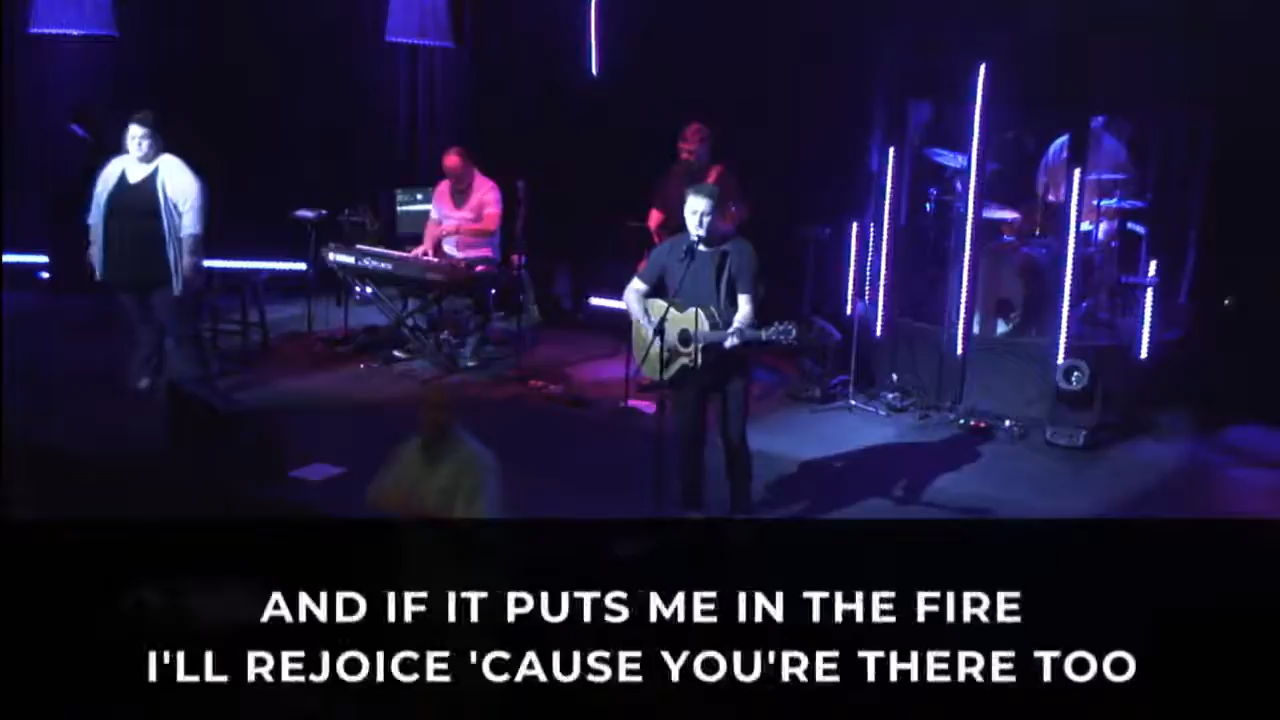 AND IF IT PUTS ME IN THE FIRE
I'LL REJOICE 'CAUSE YOU'RE THERE TOO